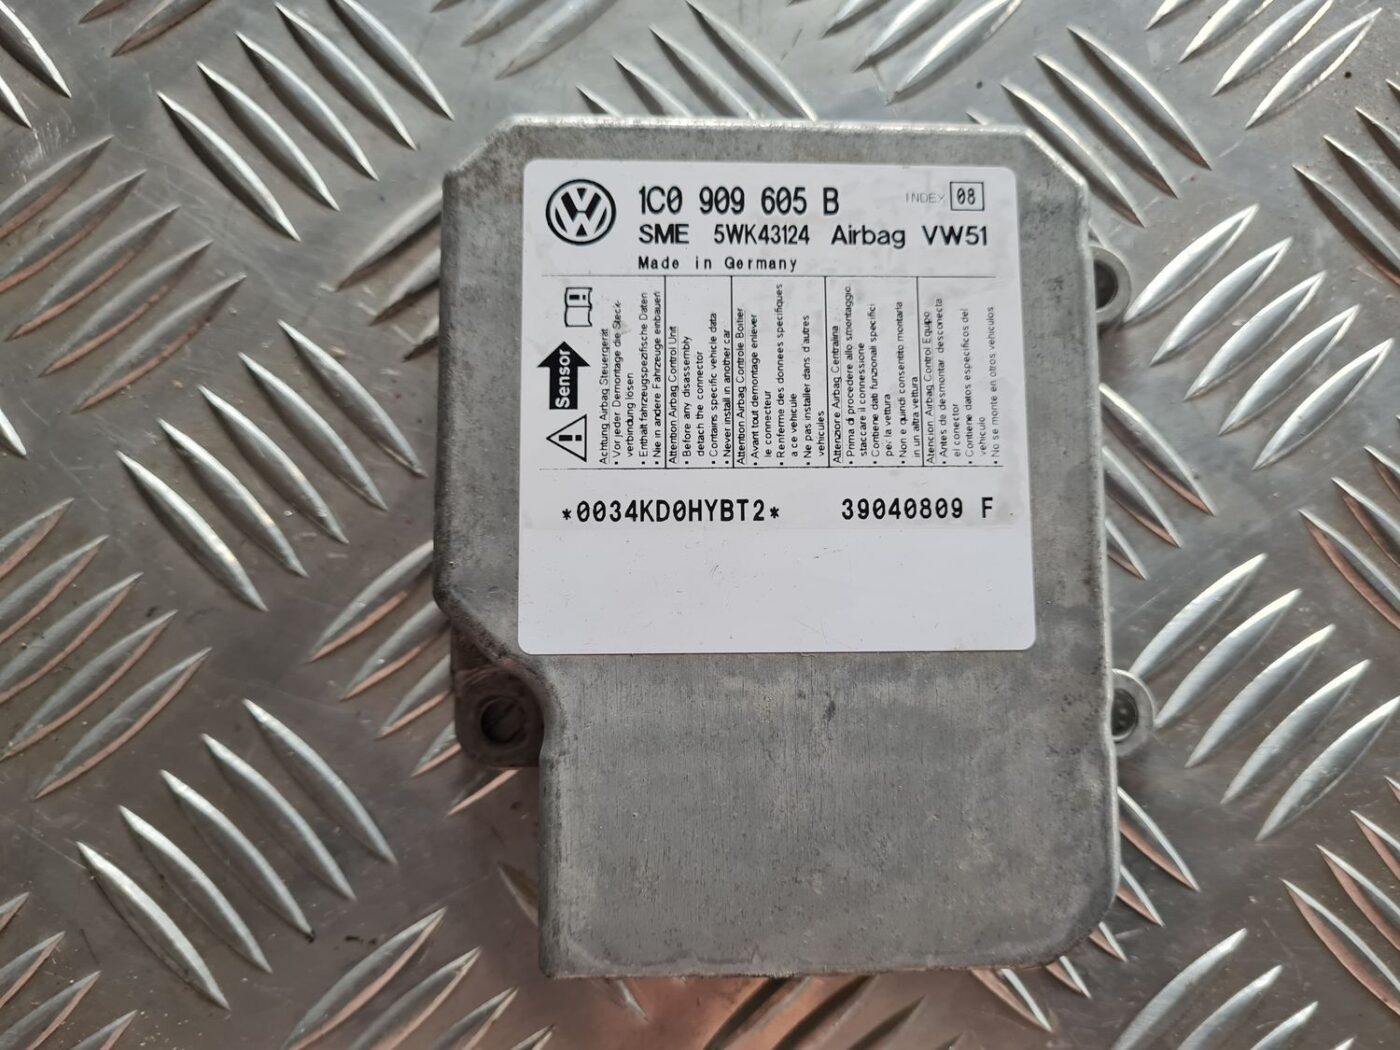 1C0 909 605 B
INDEX 08
SME 5WK43124 Airbag VW51
Made in Germany
Sensor
Achtung Airbag Steuergerät
• Vor jeder Demontage die Steck-
verbindung lösen
• Enthält fahrzeugspezifische Daten
• Nie in andere Fahrzeuge einbauen
Attention Airbag Control Unit
• Before any disassembly
detach the connector
• Contains specific vehicle data
• Never install in another car
Attention Airbag Controle Boitier
• Avant tout demontage enlever
le connecteur
• Renferme des donnees specifiques
a ce vehicule
• Ne pas installer dans d'autres
vehicules
Attenzione Airbag Centralina
• Prima di procedere allo smontaggio
staccare il connessione
• Contiene dati funzionali specifici
per la vettura
• Non e quindi consentito montarla
in un altra vettura
Atencion Airbag Control Equipo
• Antes de desmontar desconecta
el conector
• Contiene datos especificos del
vehiculo
• No se monte en otros vehiculos
*0034KD0HYBT2* 39040809 F